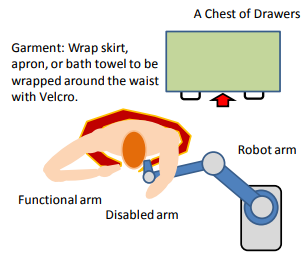 A Chest of Drawers
Garment: Wrap skirt,
apron, or bath towel to be
wrapped around the waist
with Velcro.
Robot arm
Functional arm
Disabled arm